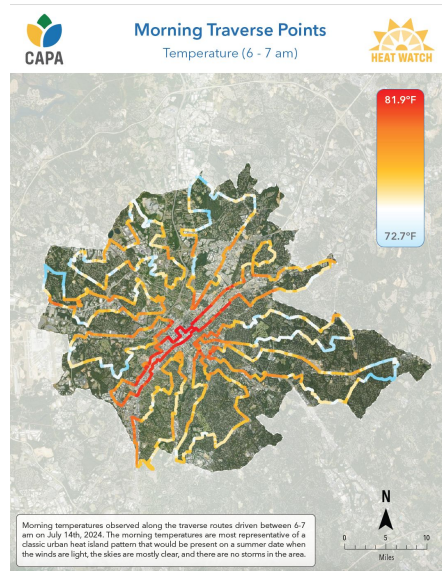 Morning Traverse Points
Temperature (6 - 7 am)
CAPA
HEAT WATCH
81.9°F
72.7°F
N
0 5 10
Miles
Morning temperatures observed along the traverse routes driven between 6-7
am on July 14th, 2024. The morning temperatures are most representative of a
classic urban heat island pattern that would be present on a summer date when
the winds are light, the skies are mostly clear, and there are no storms in the area.